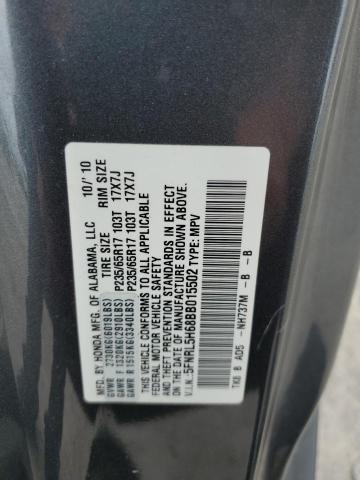 MFD. BY HONDA MFG. OF ALABAMA, LLC 10/'10
TIRE SIZE RIM SIZE
GVWR 2730KG(6019LBS)
GAWR F 1320KG(2910LBS) P235/65R17 103T 17X7J
GAWR R 1515KG(3340LBS) P235/65R17 103T 17X7J
THIS VEHICLE CONFORMS TO ALL APPLICABLE
FEDERAL MOTOR VEHICLE SAFETY
AND THEFT PREVENTION STANDARDS IN EFFECT
ON THE DATE OF MANUFACTURE SHOWN ABOVE.
V.I.N.:5FNRL5H68BB015502 TYPE: MPV
TK8 B A05 -NH737M -B -B